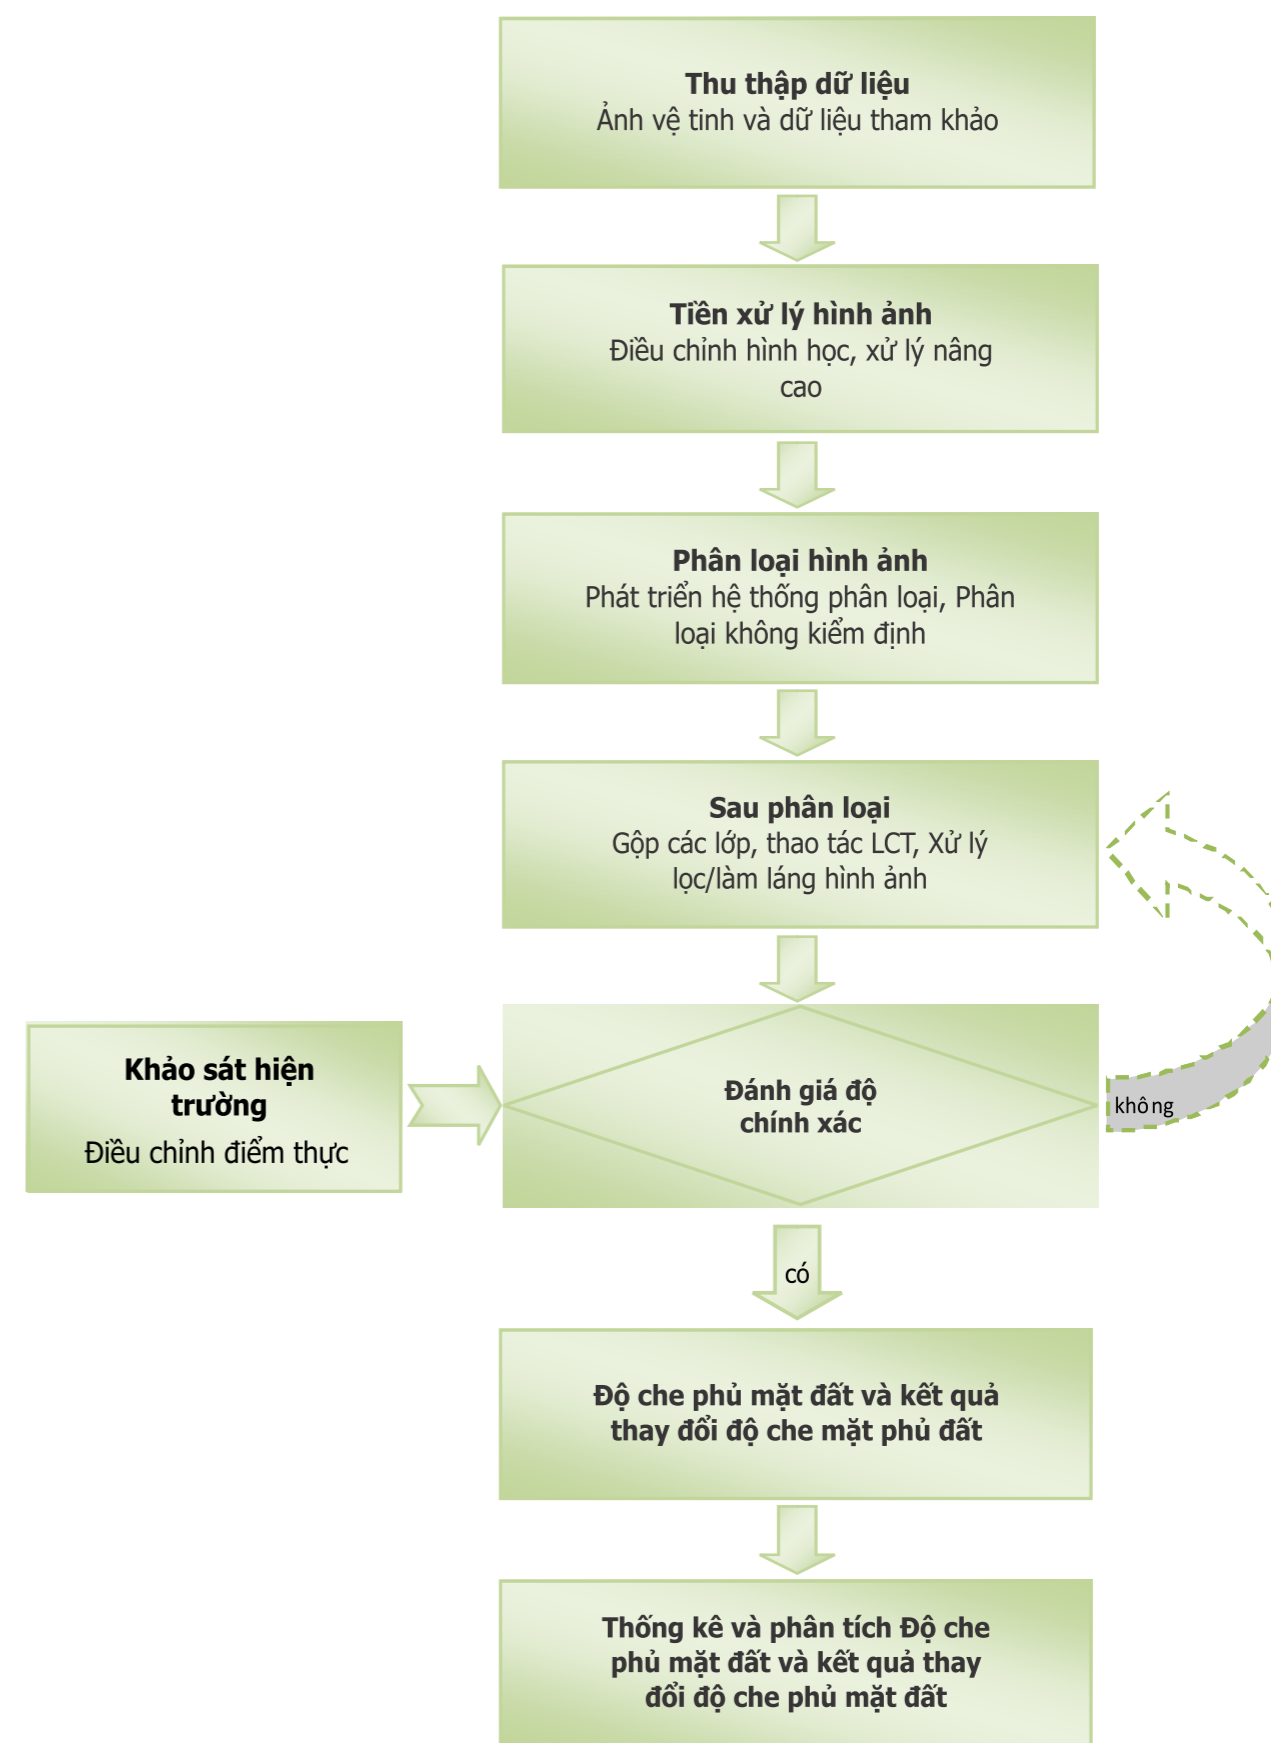 Thu thập dữ liệu
Ảnh vệ tinh và dữ liệu tham khảo
Tiền xử lý hình ảnh
Điều chỉnh hình học, xử lý nâng
cao
Phân loại hình ảnh
Phát triển hệ thống phân loại, Phân
loại không kiểm định
Sau phân loại
Gộp các lớp, thao tác LCT, Xử lý
lọc/làm láng hình ảnh
Khảo sát hiện
trường
Điều chỉnh điểm thực
Đánh giá độ
chính xác
không
có
Độ che phủ mặt đất và kết quả
thay đổi độ che mặt phủ đất
Thống kê và phân tích Độ che
phủ mặt đất và kết quả thay
đổi độ che phủ mặt đất